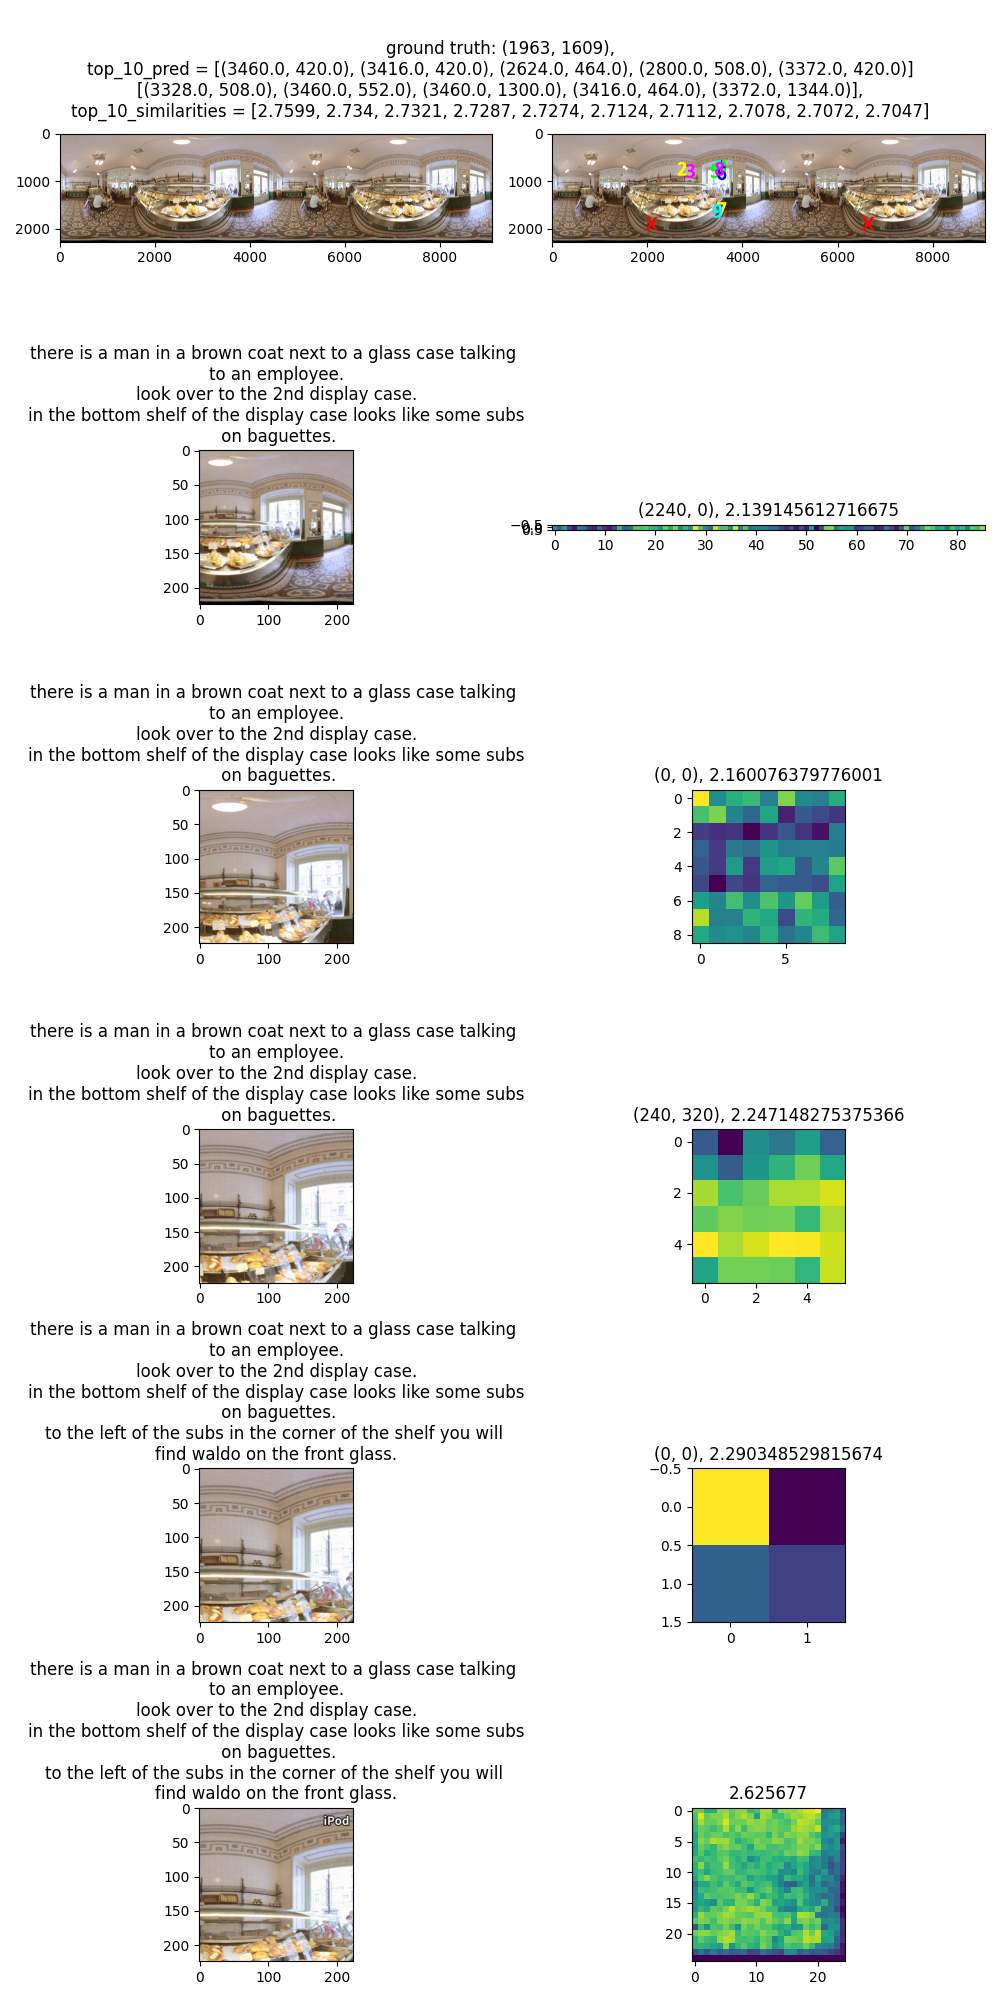 ground truth: (1963, 1609),
top_10_pred = [(3460.0, 420.0), (3416.0, 420.0), (2624.0, 464.0), (2800.0, 508.0), (3372.0, 420.0)]
[(3328.0, 508.0), (3460.0, 552.0), (3460.0, 1300.0), (3416.0, 464.0), (3372.0, 1344.0)],
top_10_similarities = [2.7599, 2.734, 2.7321, 2.7287, 2.7274, 2.7124, 2.7112, 2.7078, 2.7072, 2.7047]
0
1000
2000
0 2000 4000 6000 8000
0
1000
2000
2 3
7
X X
0 2000 4000 6000 8000
there is a man in a brown coat next to a glass case talking
to an employee.
look over to the 2nd display case.
in the bottom shelf of the display case looks like some subs
on baguettes.
0
50
100
150
200
0 100 200
(2240, 0), 2.139145612716675
0 10 20 30 40 50 60 70 80
there is a man in a brown coat next to a glass case talking
to an employee.
look over to the 2nd display case.
in the bottom shelf of the display case looks like some subs
on baguettes.
0
50
100
150
200
0 100 200
(0, 0), 2.160076379776001
0
2
4
6
8
0 5
there is a man in a brown coat next to a glass case talking
to an employee.
look over to the 2nd display case.
in the bottom shelf of the display case looks like some subs
on baguettes.
0
50
100
150
200
0 100 200
(240, 320), 2.247148275375366
0
2
4
0 2 4
there is a man in a brown coat next to a glass case talking
to an employee.
look over to the 2nd display case.
in the bottom shelf of the display case looks like some subs
on baguettes.
to the left of the subs in the corner of the shelf you will
find waldo on the front glass.
0
50
100
150
200
0 100 200
(0, 0), 2.290348529815674
−0.5
0.0
0.5
1.0
1.5
0 1
there is a man in a brown coat next to a glass case talking
to an employee.
look over to the 2nd display case.
in the bottom shelf of the display case looks like some subs
on baguettes.
to the left of the subs in the corner of the shelf you will
find waldo on the front glass.
0
50
100
150
200
iPod
0 100 200
2.625677
0
5
10
15
20
0 10 20